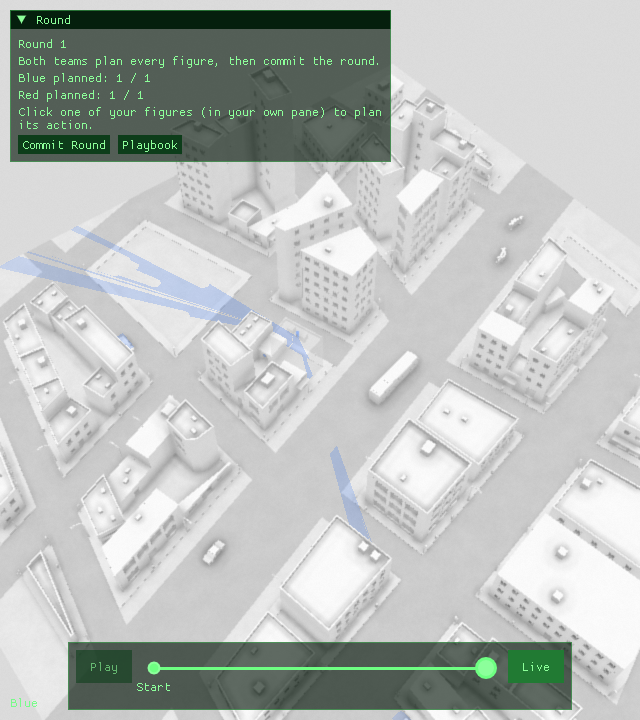 Round
Round 1
Both teams plan every figure, then commit the round.
Blue planned: 1 / 1
Red planned: 1 / 1
Click one of your figures (in your own pane) to plan
its action.
Commit Round
Playbook
Play
Start
Live
Blue